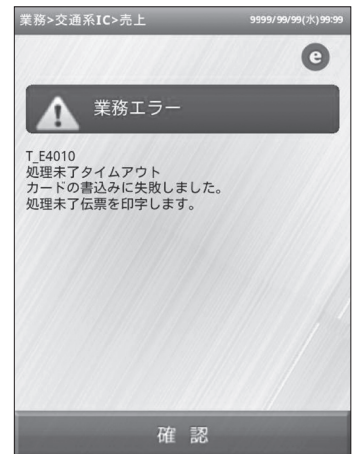 業務>交通系IC>売上 9999/99/99(水)99:99
e
業務エラー
T_E4010
処理未了タイムアウト
カードの書込みに失敗しました。
処理未了伝票を印字します。
確認